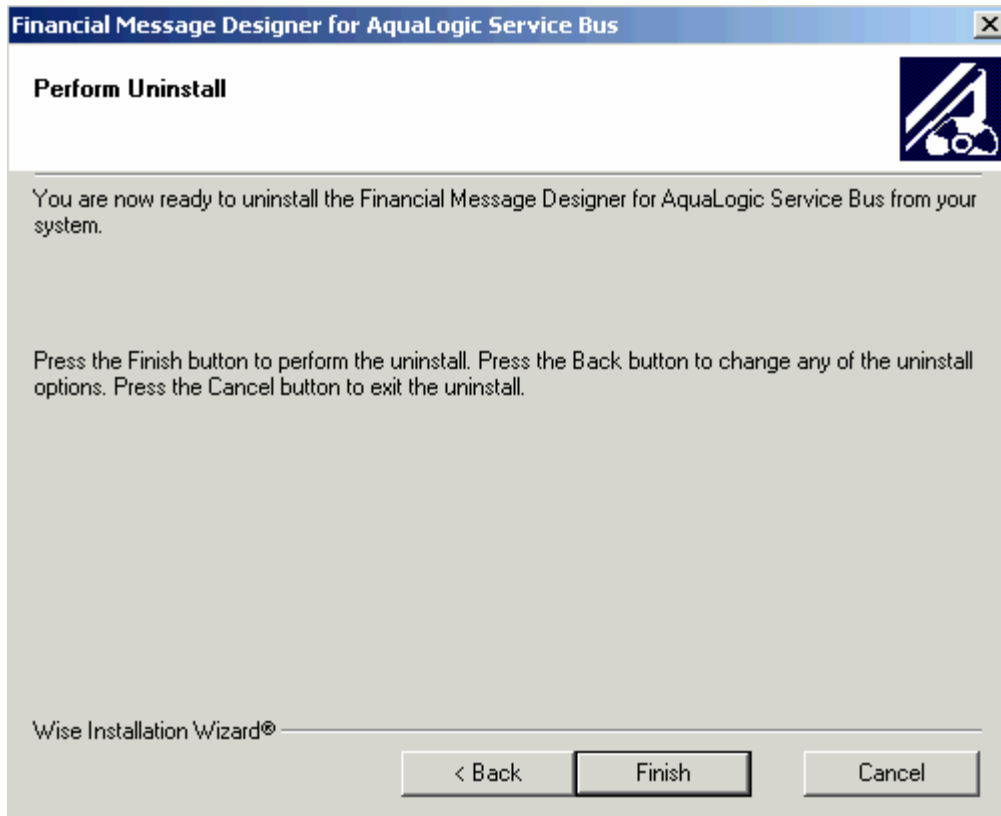 Financial Message Designer for AquaLogic Service Bus
Perform Uninstall
You are now ready to uninstall the Financial Message Designer for AquaLogic Service Bus from your
system.
Press the Finish button to perform the uninstall. Press the Back button to change any of the uninstall
options. Press the Cancel button to exit the uninstall.
Wise Installation Wizard®
< Back
Finish
Cancel